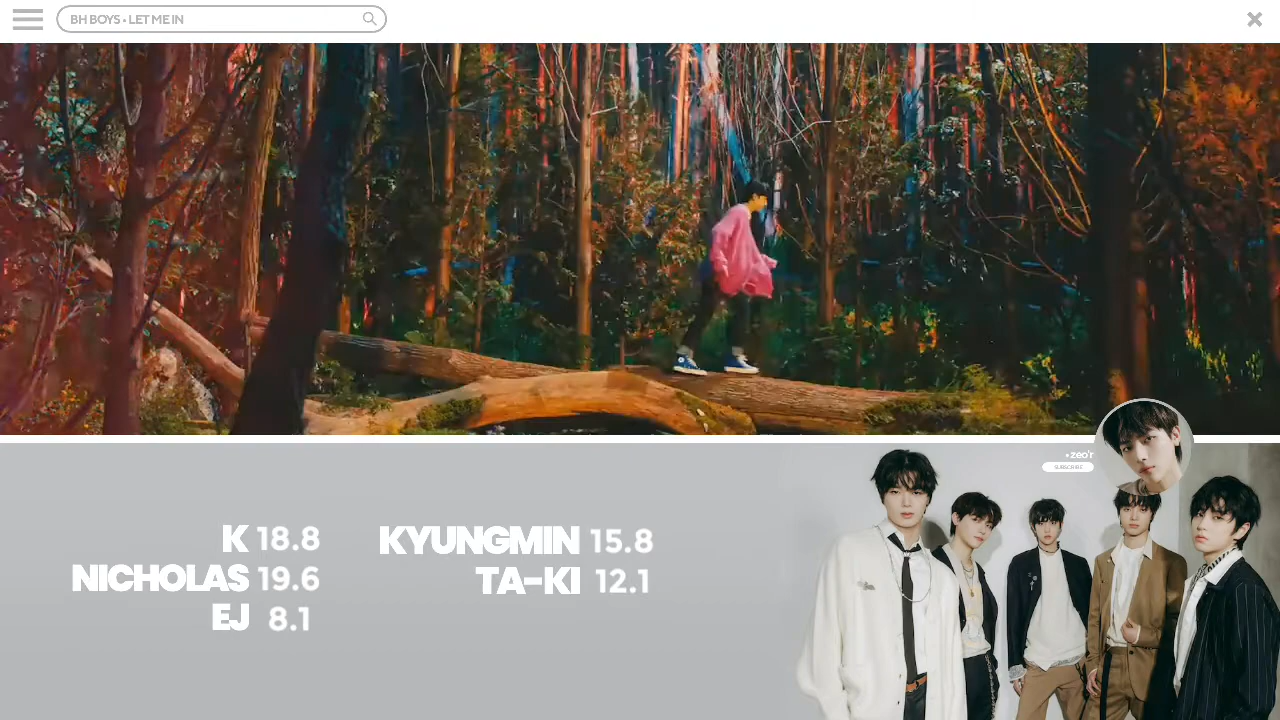 BH BOYS • LET ME IN
• zeo'r
SUBSCRIBE
K 18.8
NICHOLAS 19.6
EJ 8.1
KYUNGMIN 15.8
TA-KI 12.1